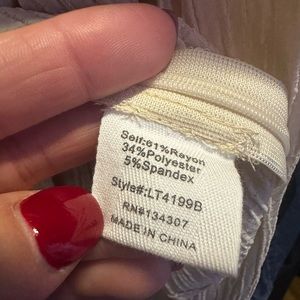 Self:61%Rayon
34%Polyester
5%Spandex
Style#:LT4199B
RN#134307
MADE IN CHINA